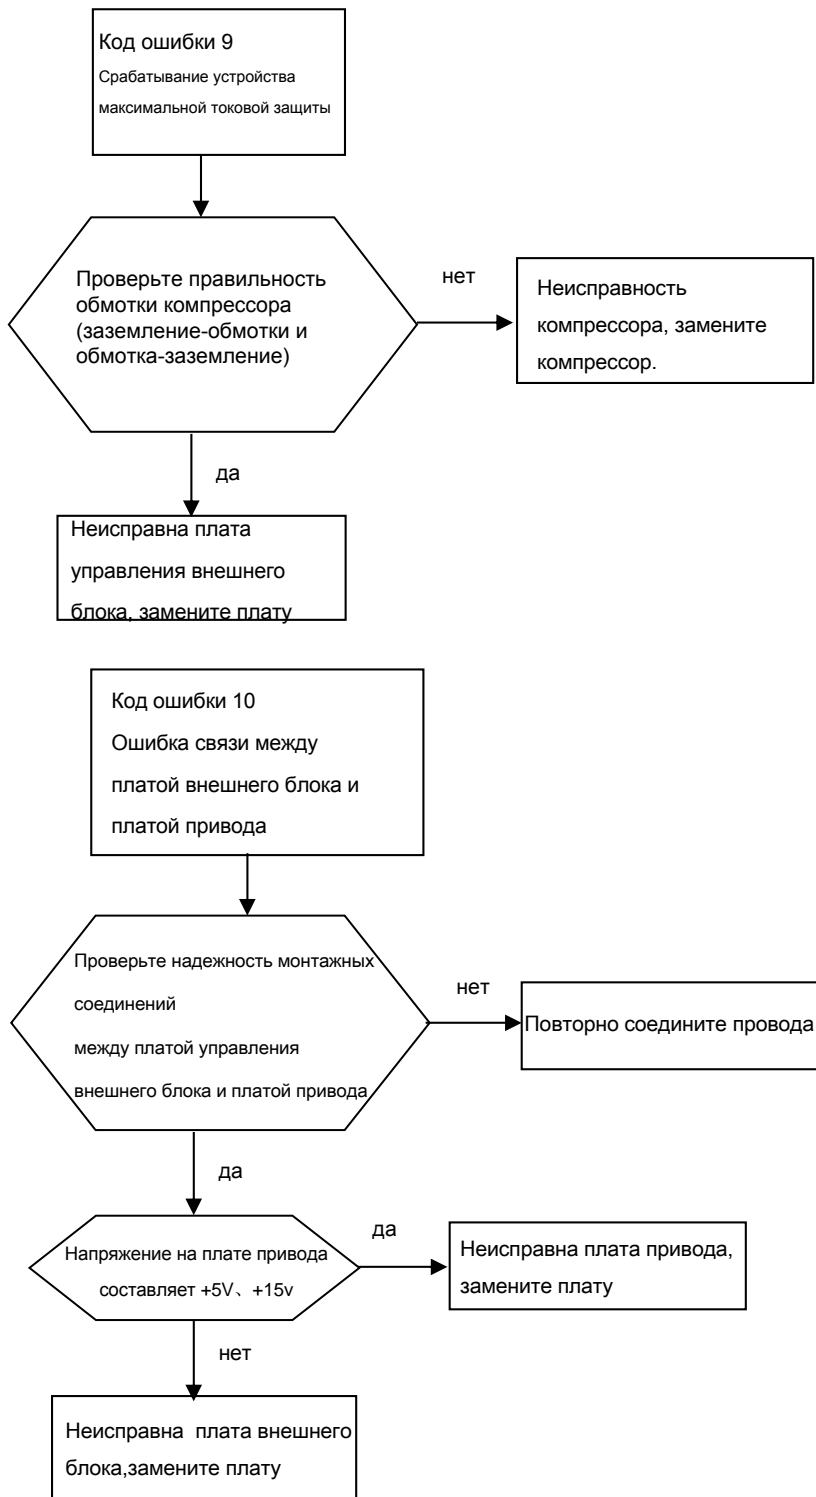 Код ошибки 9
Срабатывание устройства
максимальной токовой защиты
Проверьте правильность
обмотки компрессора
(заземление-обмотки и
обмотка-заземление)
нет
Неисправность
компрессора, замените
компрессор.
да
Неисправна плата
управления внешнего
блока, замените плату
Код ошибки 10
Ошибка связи между
платой внешнего блока и
платой привода
Проверьте надежность монтажных
соединений
между платой управления
внешнего блока и платой привода
нет
Повторно соедините провода
да
Напряжение на плате привода
составляет +5V、+15v
да
Неисправна плата привода,
замените плату
нет
Неисправна  плата внешнего
блока,замените плату